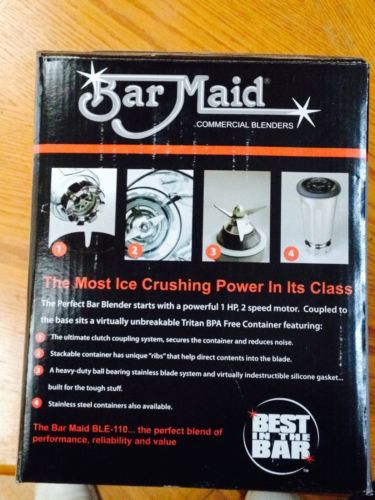 Bar Maid®
COMMERCIAL BLENDERS
1
2
3
4
The Most Ice Crushing Power In Its Class
The Perfect Bar Blender starts with a powerful 1 HP, 2 speed motor. Coupled to
the base sits a virtually unbreakable Tritan BPA Free Container featuring:
1 The ultimate clutch coupling system, secures the container and reduces noise.
2 Stackable container has unique "ribs" that help direct contents into the blade.
3 A heavy-duty ball bearing stainless blade system and virtually indestructible silicone gasket...
built for the tough stuff.
4 Stainless steel containers also available.
The Bar Maid BLE-110... the perfect blend of
performance, reliability and value
BEST
IN THE
BAR
TM